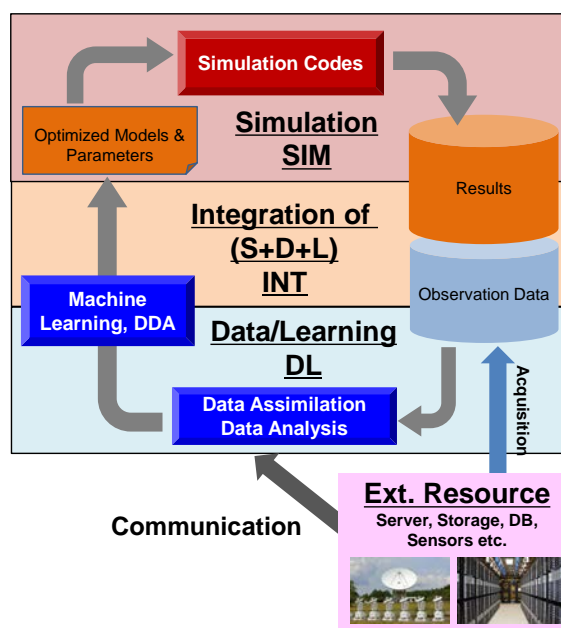 Simulation Codes
Optimized Models &
Parameters
Simulation
SIM
Results
Integration of
(S+D+L)
INT
Machine
Learning, DDA
Observation Data
Data/Learning
DL
Data Assimilation
Data Analysis
Acquisition
Communication
Ext. Resource
Server, Storage, DB,
Sensors etc.